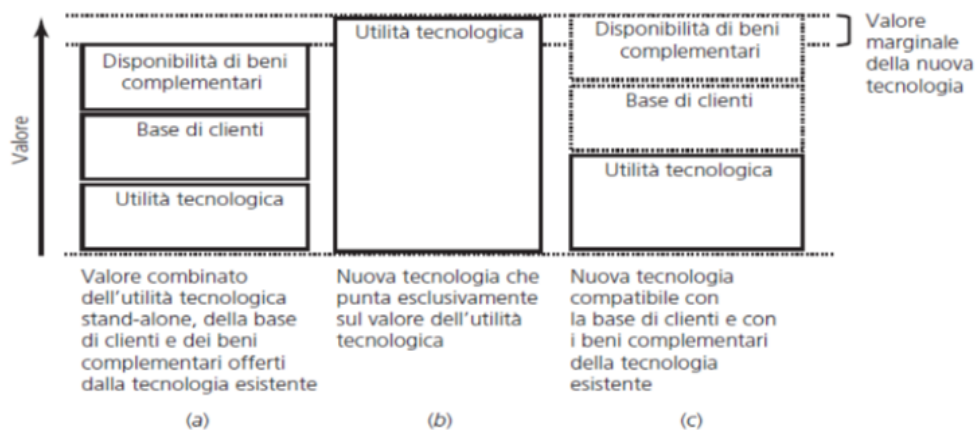 Valore
Disponibilità di beni
complementari
Base di clienti
Utilità tecnologica
Utilità tecnologica
Disponibilità di beni
complementari
Base di clienti
Utilità tecnologica
Valore
marginale
della nuova
tecnologia
Valore combinato
dell'utilità tecnologica
stand-alone, della base
di clienti e dei beni
complementari offerti
dalla tecnologia esistente
(a)
Nuova tecnologia che
punta esclusivamente
sul valore dell'utilità
tecnologica
(b)
Nuova tecnologia
compatibile con
la base di clienti e con
i beni complementari
della tecnologia
esistente
(c)